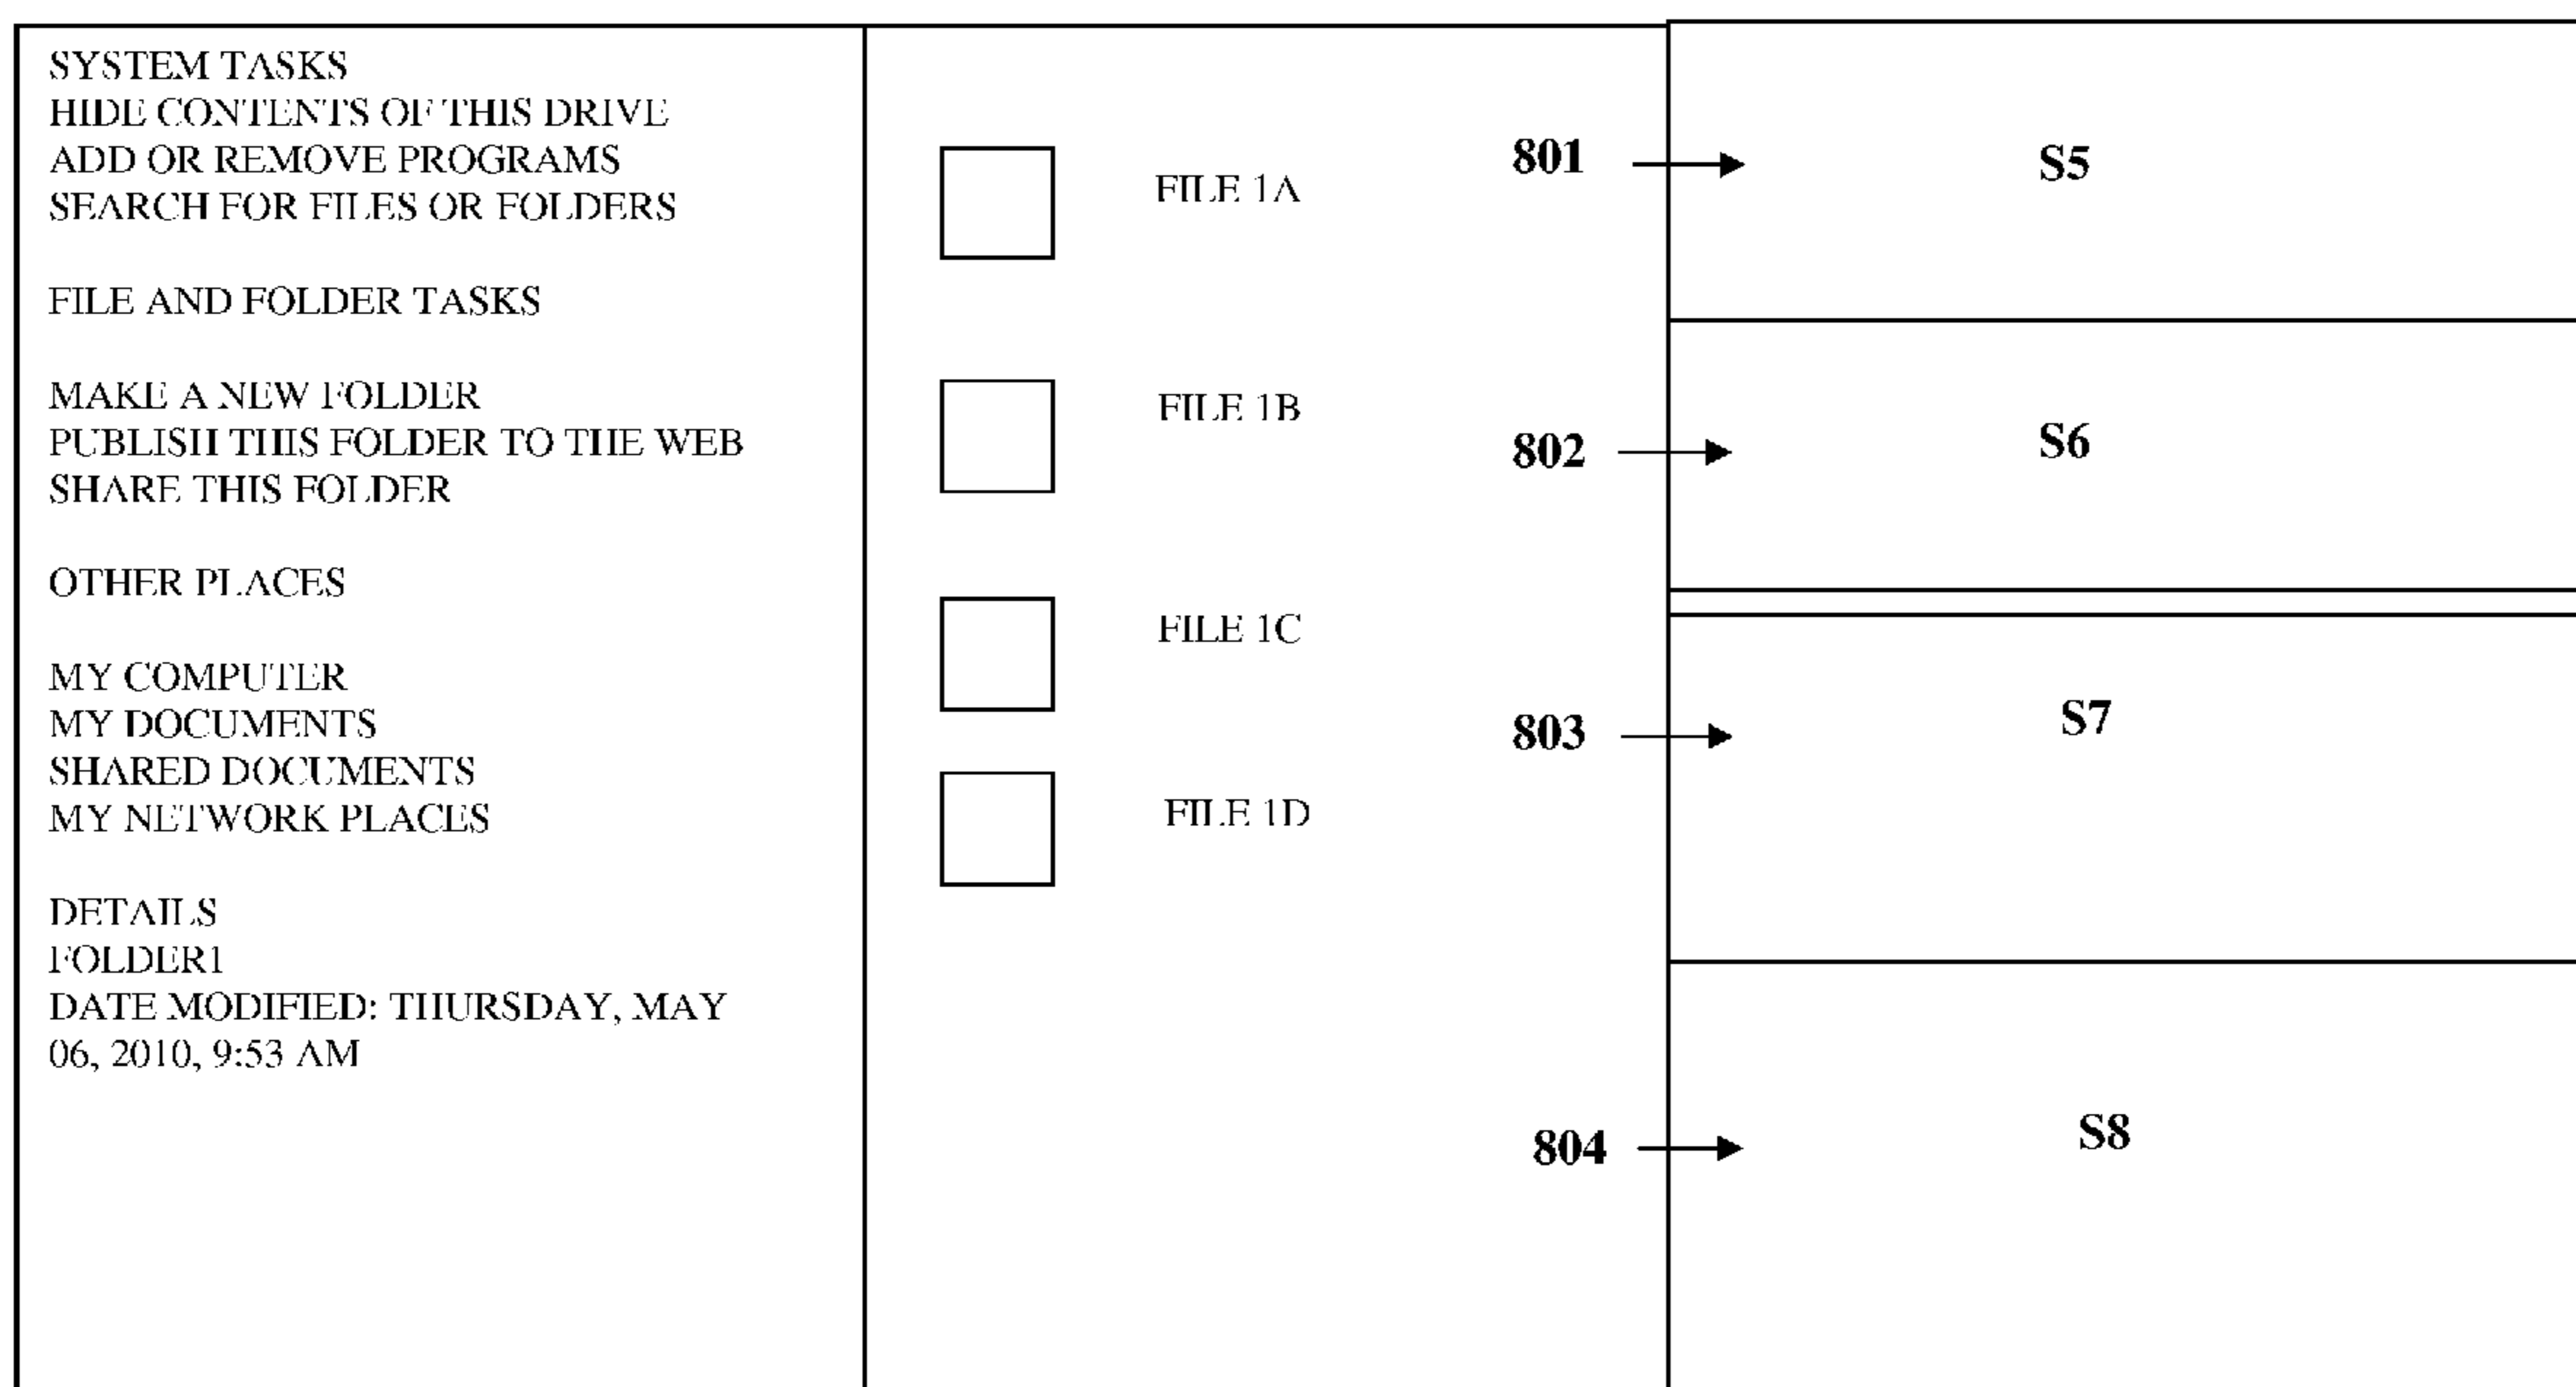 SYSTEM TASKS
HIDE CONTENTS OF THIS DRIVE
ADD OR REMOVE PROGRAMS
SEARCH FOR FILES OR FOLDERS
FILE AND FOLDER TASKS
MAKE A NEW FOLDER
PUBLISH THIS FOLDER TO THE WEB
SHARE THIS FOLDER
OTHER PLACES
MY COMPUTER
MY DOCUMENTS
SHARED DOCUMENTS
MY NETWORK PLACES
DETAILS
FOLDER1
DATE MODIFIED: THURSDAY, MAY
06, 2010, 9:53 AM
FILE 1A
FILE 1B
FILE 1C
FILE 1D
801
S5
802
S6
803
S7
804
S8